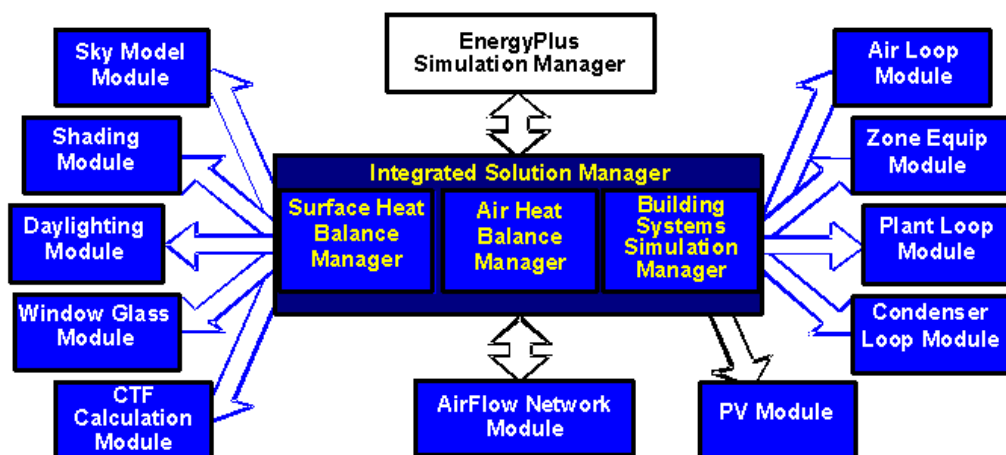 Sky Model
Module
Shading
Module
Daylighting
Module
Window Glass
Module
CTF
Calculation
Module
EnergyPlus
Simulation Manager
Integrated Solution Manager
Surface Heat
Balance
Manager
Air Heat
Balance
Manager
Building
Systems
Simulation
Manager
AirFlow Network
Module
PV Module
Air Loop
Module
Zone Equip
Module
Plant Loop
Module
Condenser
Loop Module